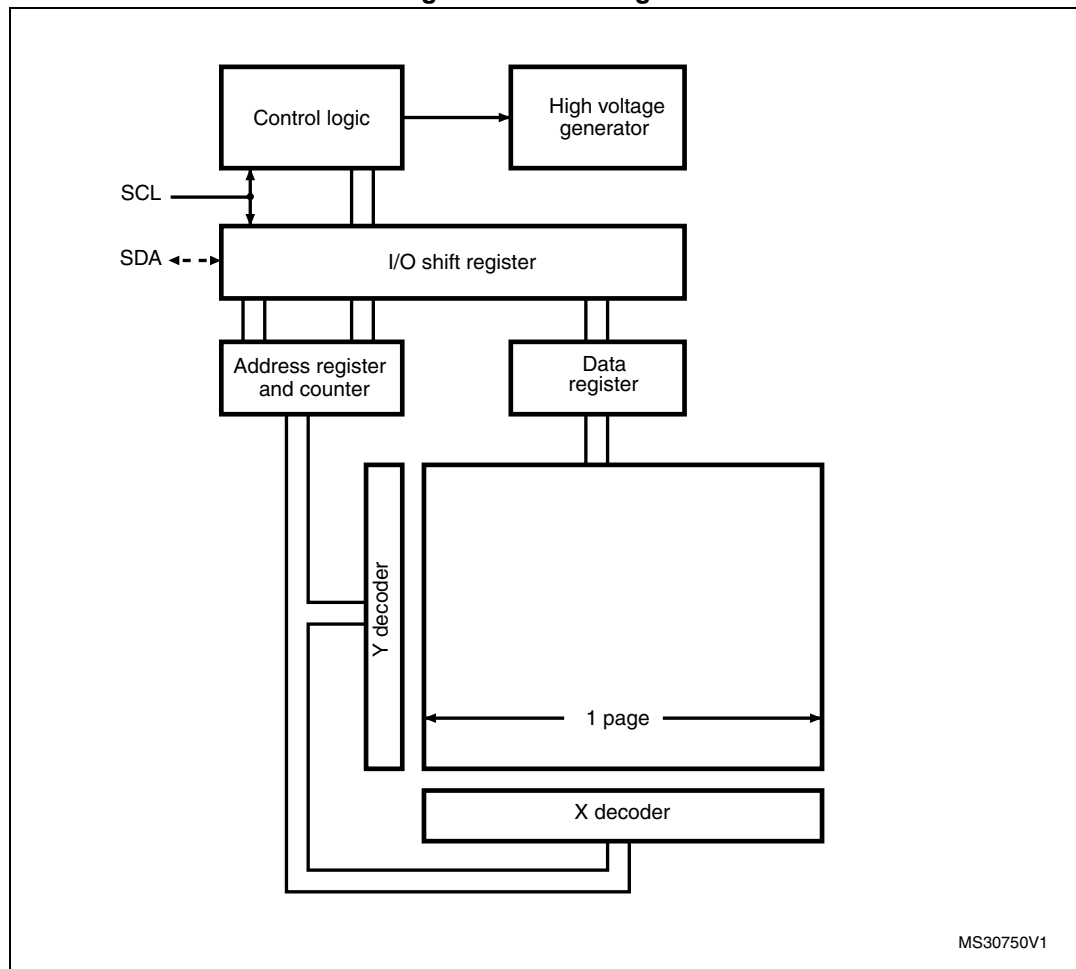 Control logic
High voltage
generator
SCL
SDA
I/O shift register
Address register
and counter
Data
register
Y decoder
1 page
X decoder
MS30750V1